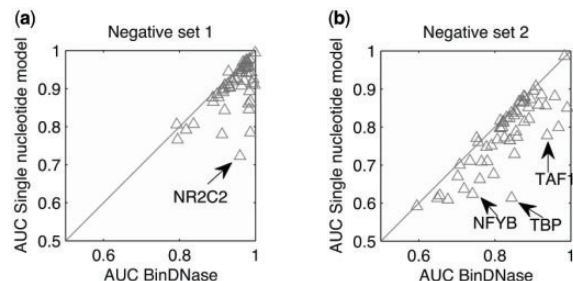 (a)
Negative set 1
AUC Single nucleotide model
1
0.9
0.8
0.7
0.6
0.5
NR2C2
0.6
0.8
1
AUC BinDNase
(b)
Negative set 2
AUC Single nucleotide model
1
0.9
0.8
0.7
0.6
0.5
TAF1
NFYB
TBP
0.6
0.8
1
AUC BinDNase